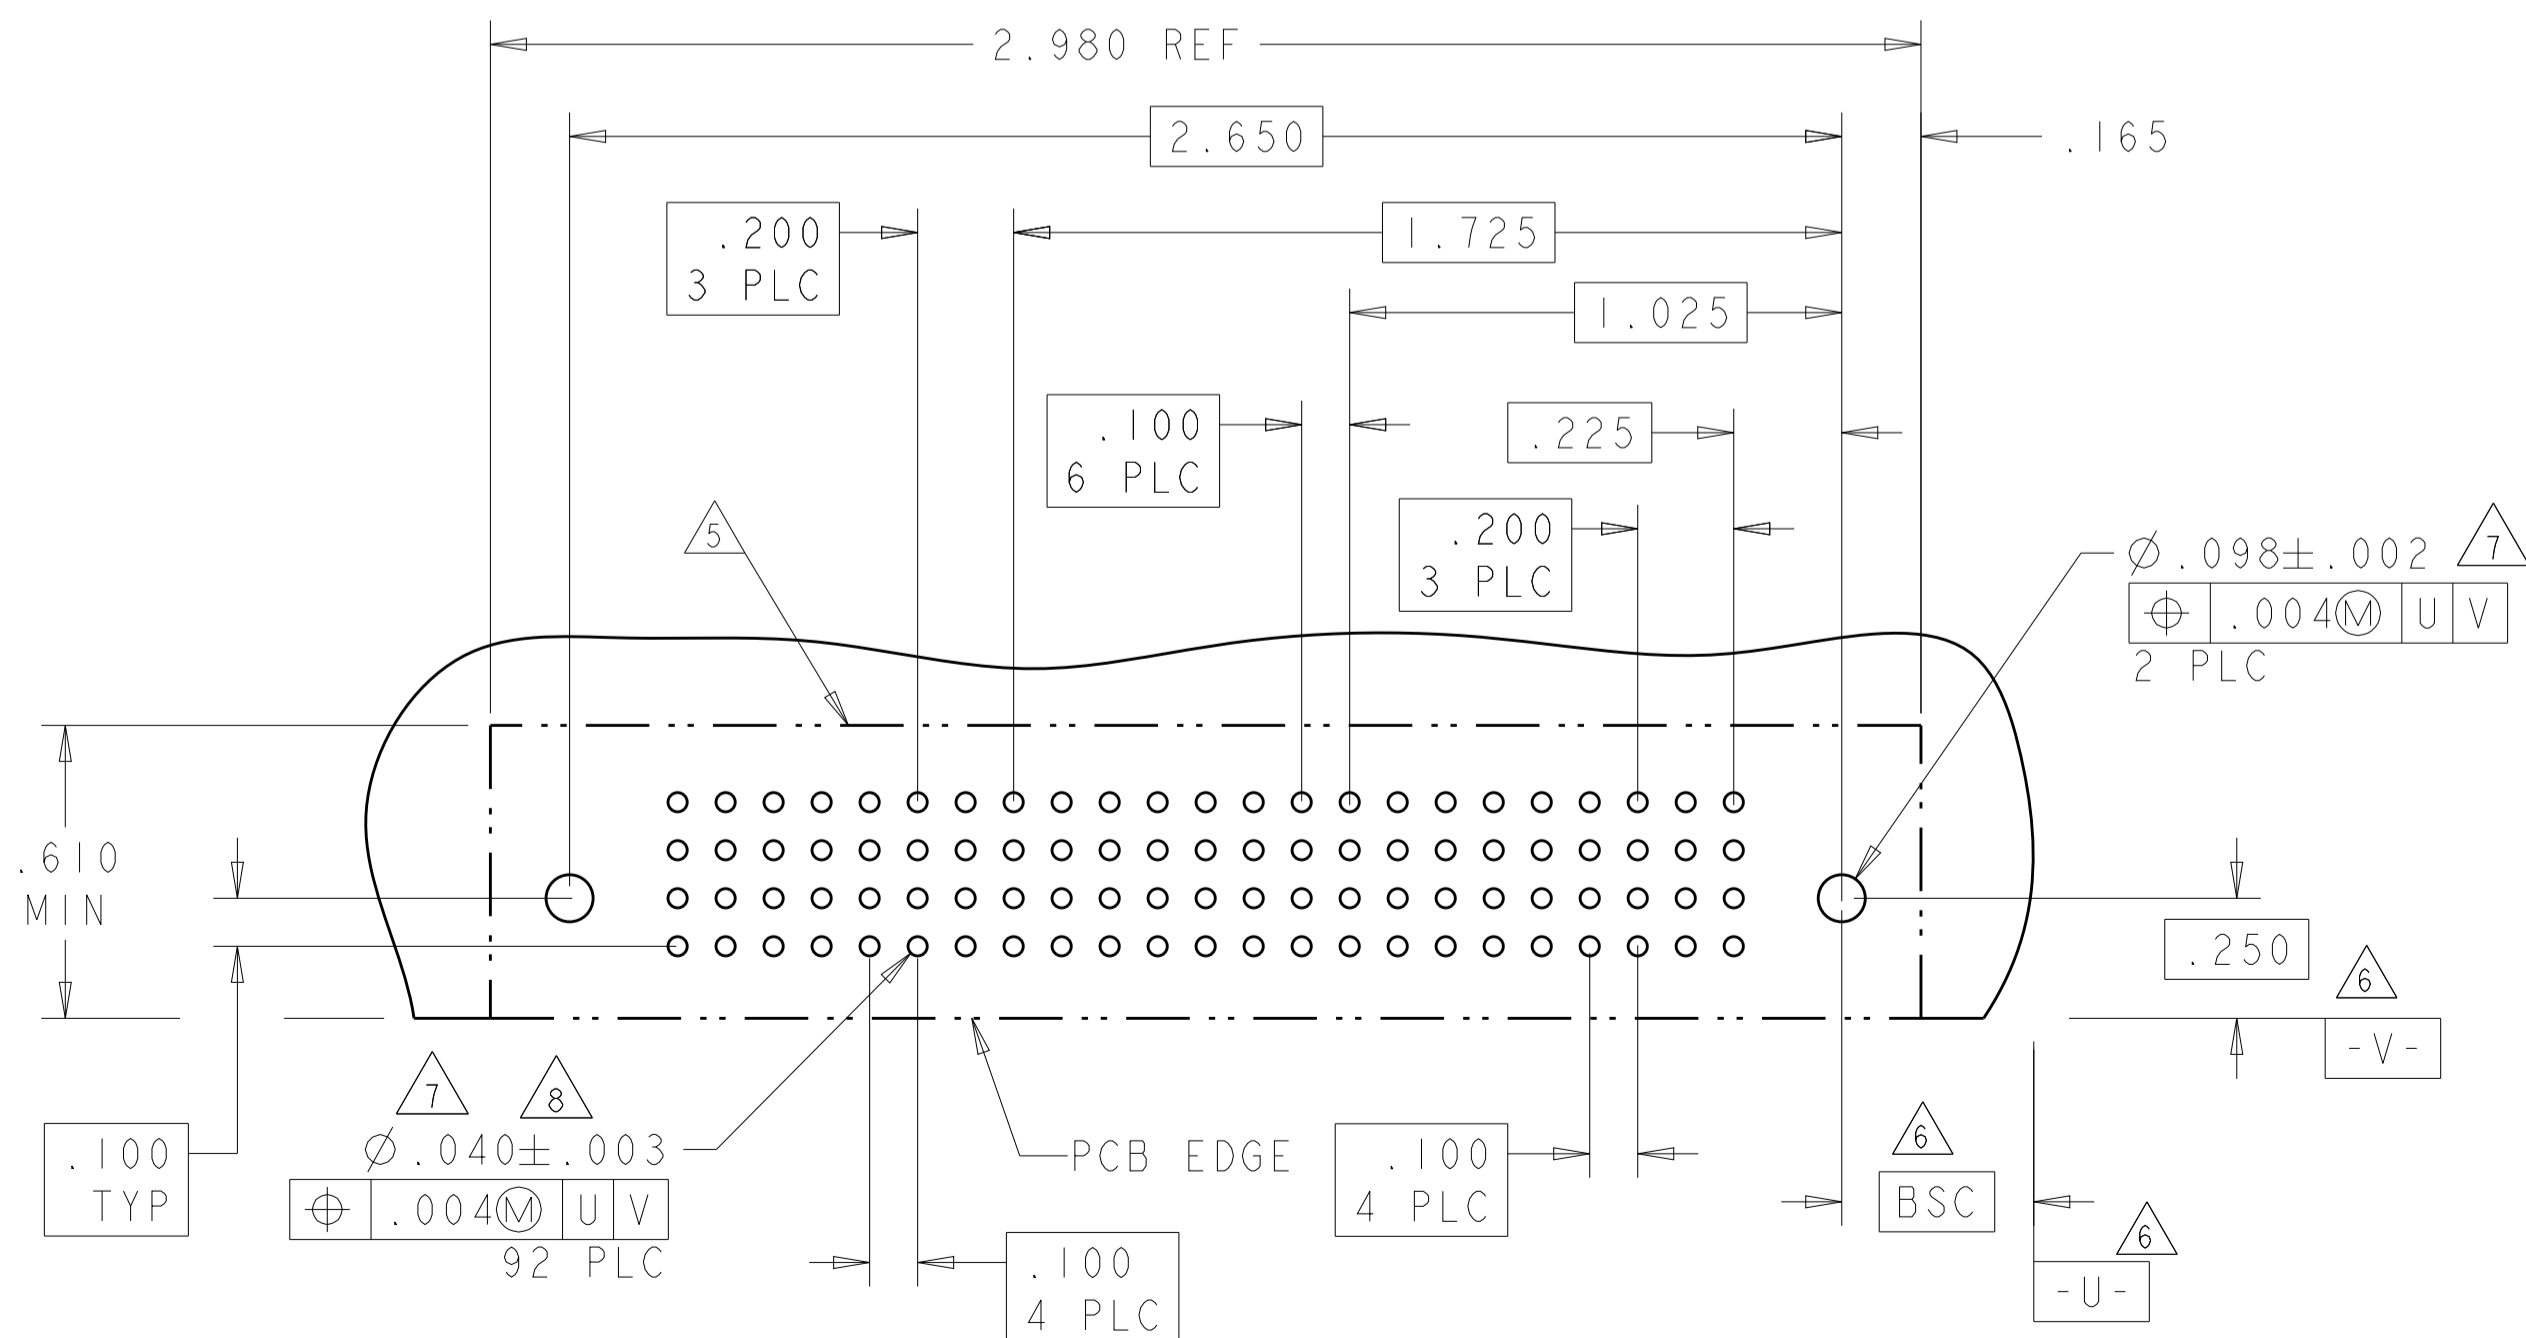 2.980 REF
2.650
.165
.200
3 PLC
1.725
1.025
.100
6 PLC
.225
.200
3 PLC
5
Ø.098±.002
7
⌖ .004Ⓜ U V
2 PLC
.610
MIN
.250
6
-V-
7
8
.100
TYP
Ø.040±.003
⌖ .004Ⓜ U V
92 PLC
PCB EDGE
.100
4 PLC
.100
4 PLC
6
BSC
6
-U-